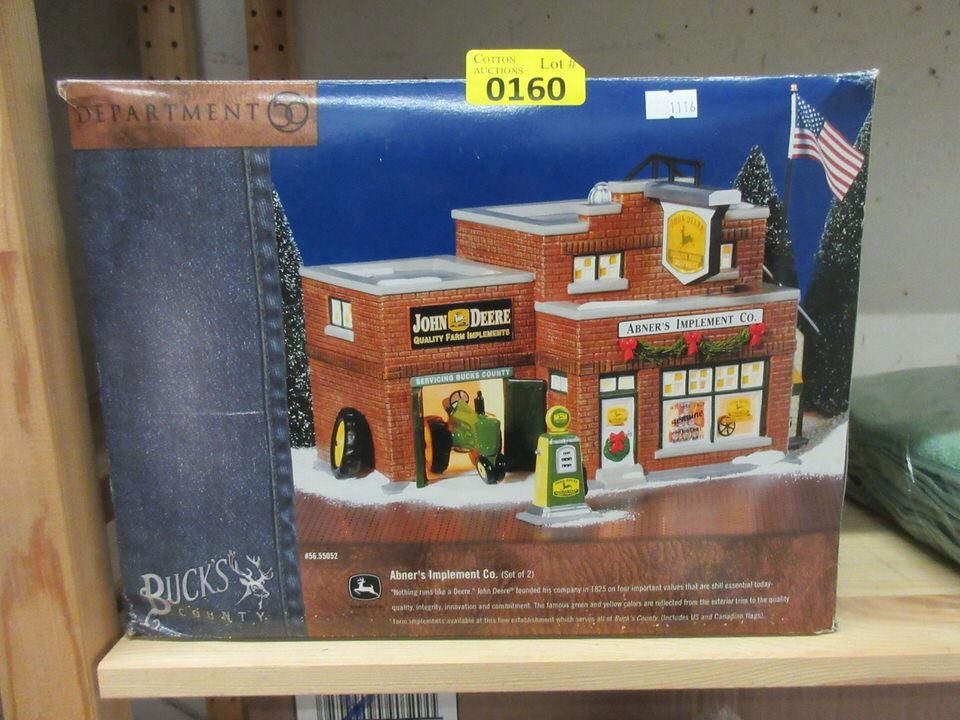 COTTON AUCTIONS Lot #
0160
1116
DEPARTMENT 56
JOHN DEERE
JOHN DEERE
QUALITY FARM IMPLEMENTS
ABNER'S IMPLEMENT CO.
SERVICING BUCKS COUNTY
genuine
#56.55052
Abner's Implement Co. (Set of 2)
"Nothing runs like a Deere." John Deere® founded his company in 1825 on four important values that are still essential today-
quality, integrity, innovation and commitment. The famous green and yellow colors are reflected from the exterior trim to the quality
farm implements available at this fine establishment which serves all of Buck's County. (Includes US and Canadian flags).
BUCK'S
COUNTY